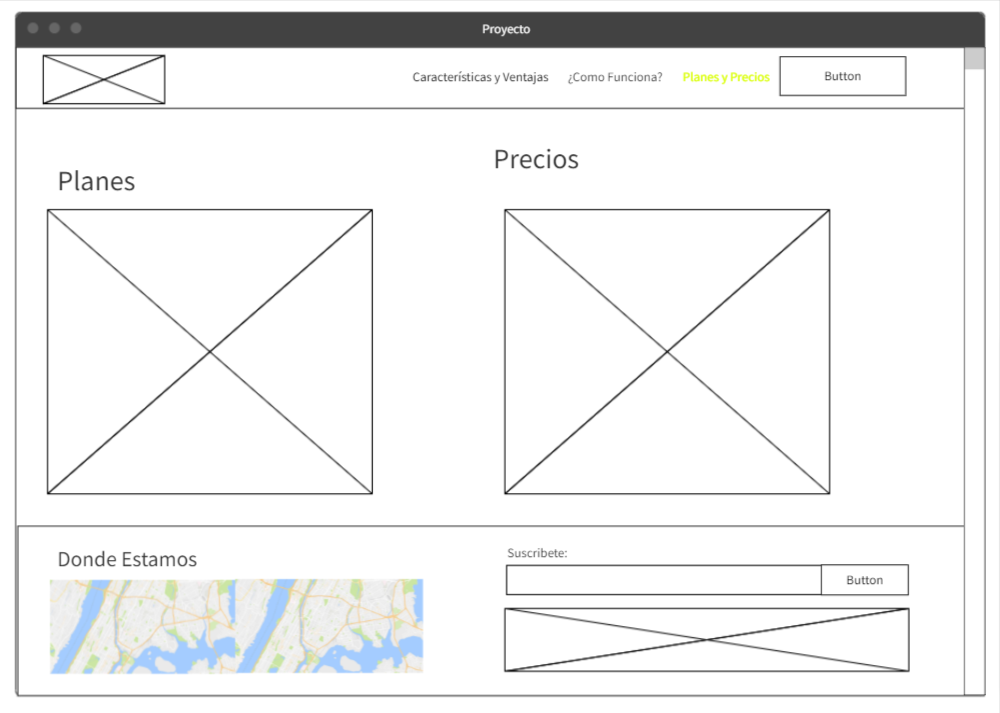 Proyecto
Características y Ventajas ¿Como Funciona? Planes y Precios Button
Planes
Precios
Donde Estamos
Suscribete:
Button